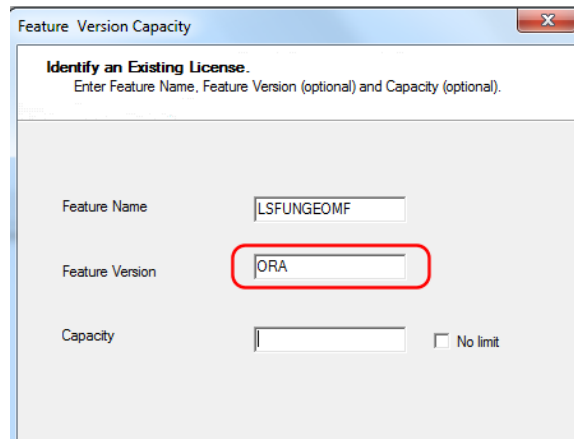 Feature Version Capacity
x
Identify an Existing License.
Enter Feature Name, Feature Version (optional) and Capacity (optional).
Feature Name LSFUNGEOMF
Feature Version ORA
Capacity No limit